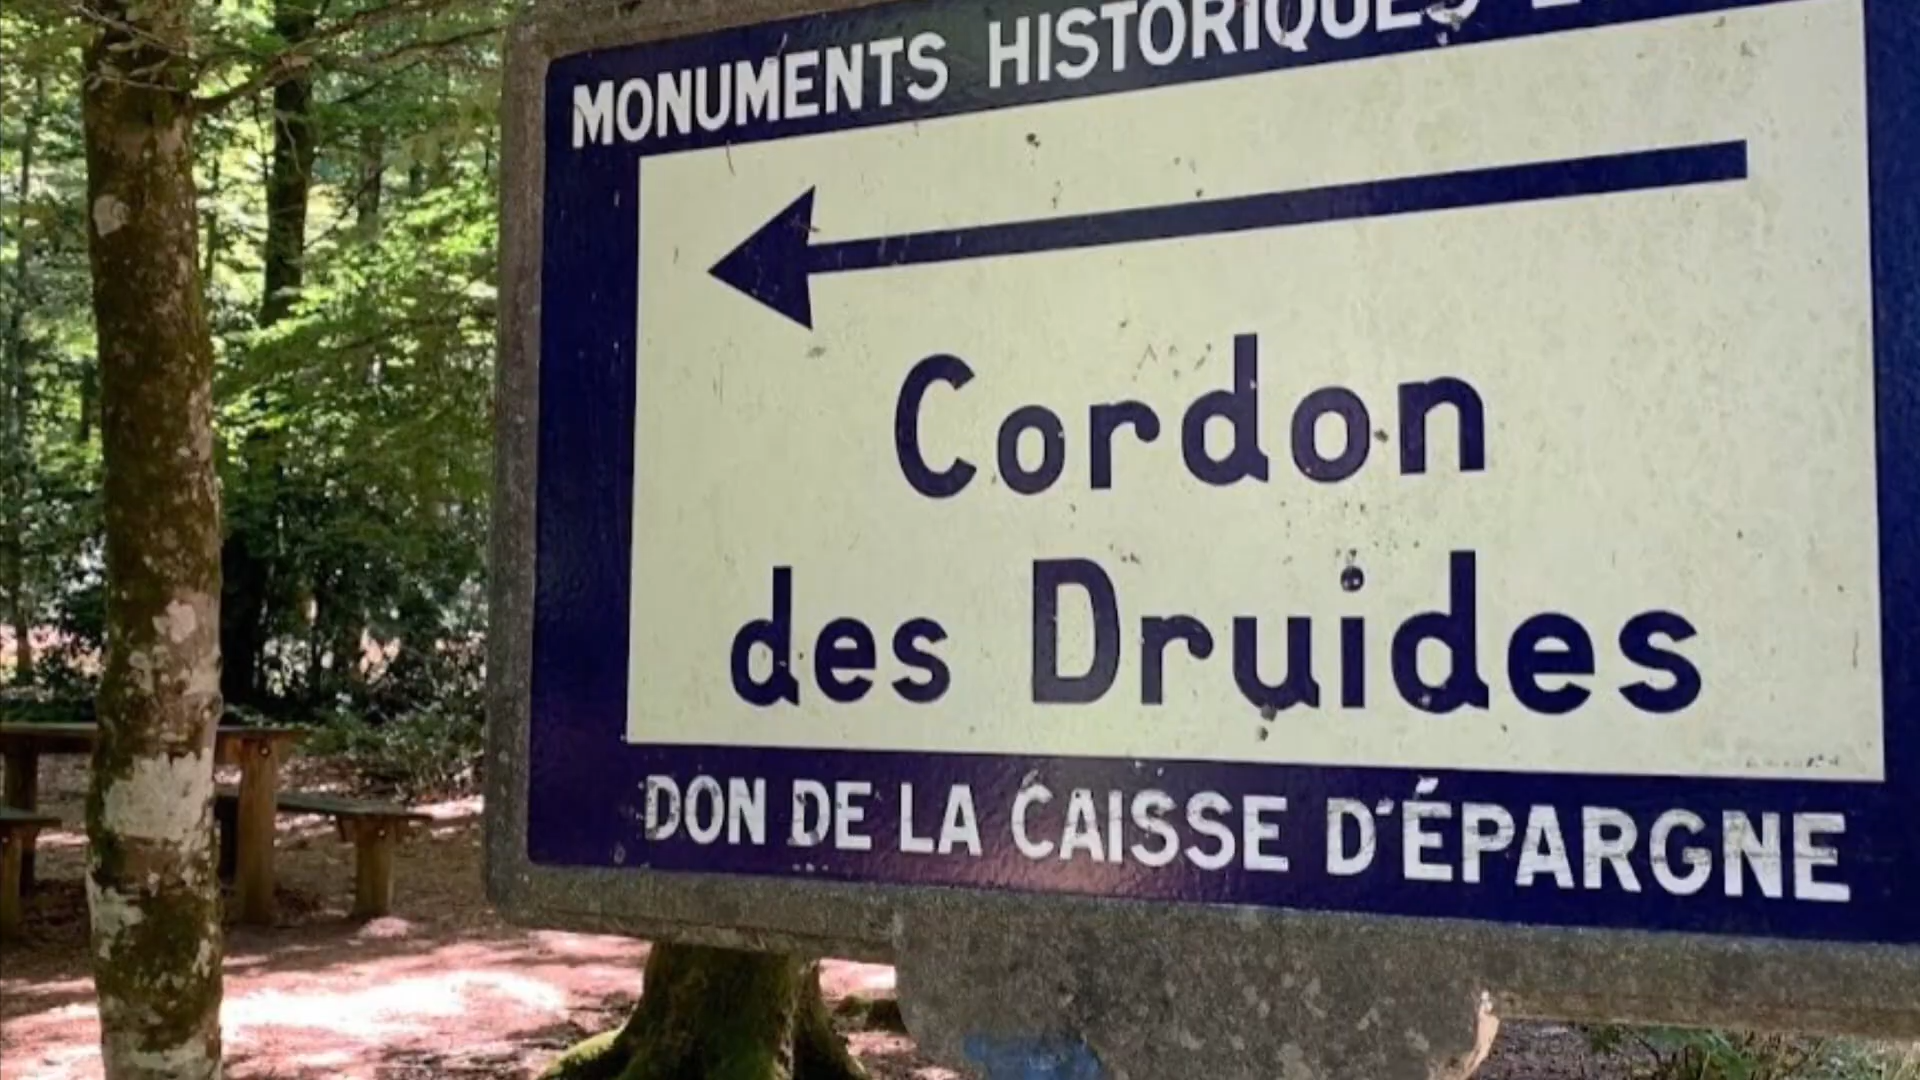 MONUMENTS HISTORIQUES
Cordon
des Druides
DON DE LA CAISSE D'ÉPARGNE